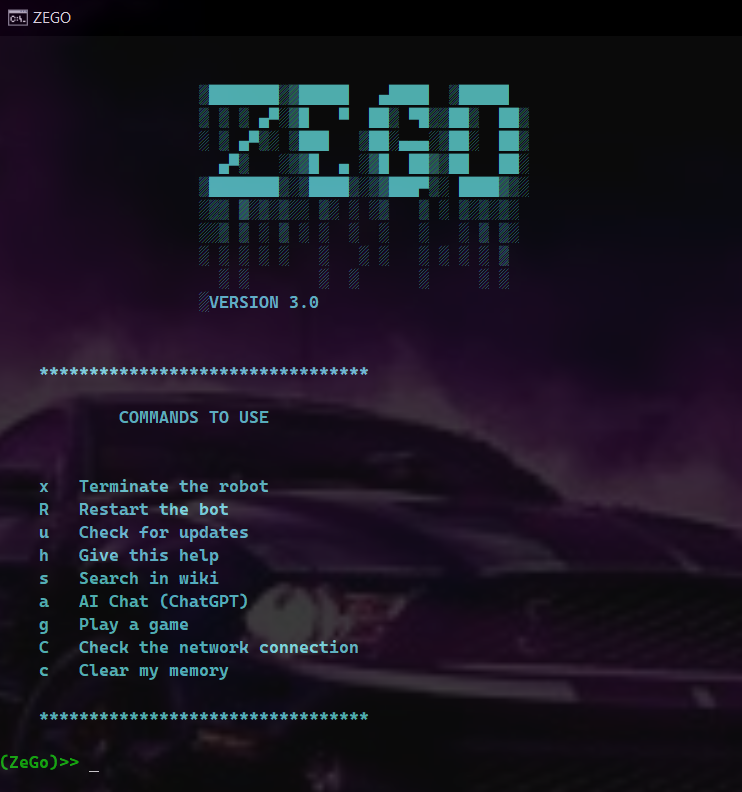 ZEGO
ZEGO
VERSION 3.0
*********************************
COMMANDS TO USE
x Terminate the robot
R Restart the bot
u Check for updates
h Give this help
s Search in wiki
a AI Chat (ChatGPT)
g Play a game
C Check the network connection
c Clear my memory
*********************************
(ZeGo)>> _